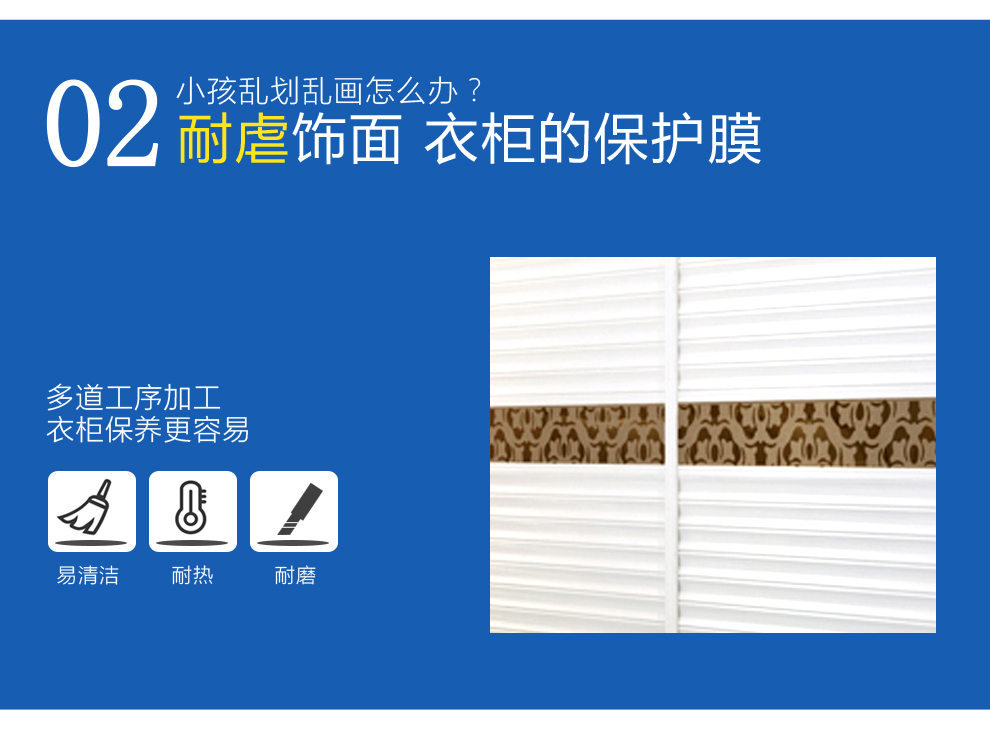 02
小孩乱划乱画怎么办？
耐虐饰面 衣柜的保护膜
多道工序加工
衣柜保养更容易
易清洁
耐热
耐磨